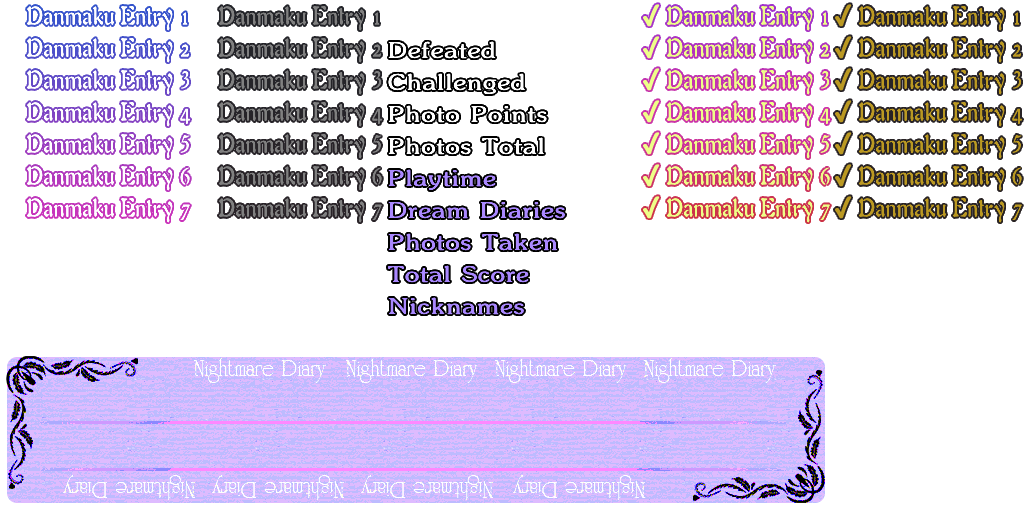 Danmaku Entry 1 Danmaku Entry 1 ✓ Danmaku Entry 1 ✓ Danmaku Entry 1
Danmaku Entry 2 Danmaku Entry 2 Defeated ✓ Danmaku Entry 2 ✓ Danmaku Entry 2
Danmaku Entry 3 Danmaku Entry 3 Challenged ✓ Danmaku Entry 3 ✓ Danmaku Entry 3
Danmaku Entry 4 Danmaku Entry 4 Photo Points ✓ Danmaku Entry 4 ✓ Danmaku Entry 4
Danmaku Entry 5 Danmaku Entry 5 Photos Total ✓ Danmaku Entry 5 ✓ Danmaku Entry 5
Danmaku Entry 6 Danmaku Entry 6 Playtime ✓ Danmaku Entry 6 ✓ Danmaku Entry 6
Danmaku Entry 7 Danmaku Entry 7 Dream Diaries ✓ Danmaku Entry 7 ✓ Danmaku Entry 7
Photos Taken
Total Score
Nicknames
Nightmare Diary Nightmare Diary Nightmare Diary Nightmare Diary
Nightmare Diary Nightmare Diary Nightmare Diary Nightmare Diary